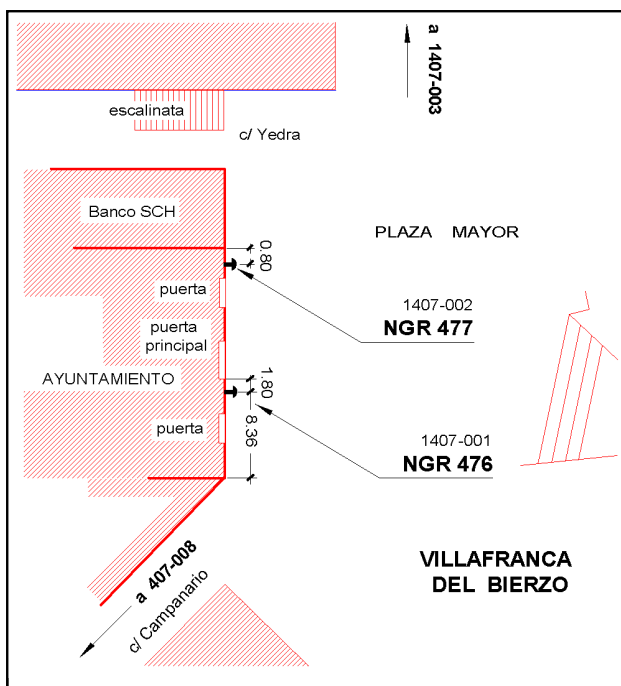 a 1407-003
escalinata
c/ Yedra
Banco SCH
PLAZA MAYOR
0.80
puerta
1407-002
NGR 477
puerta
principal
AYUNTAMIENTO
1.80
puerta
8.36
1407-001
NGR 476
VILLAFRANCA
DEL BIERZO
a 407-008
c/ Campanario